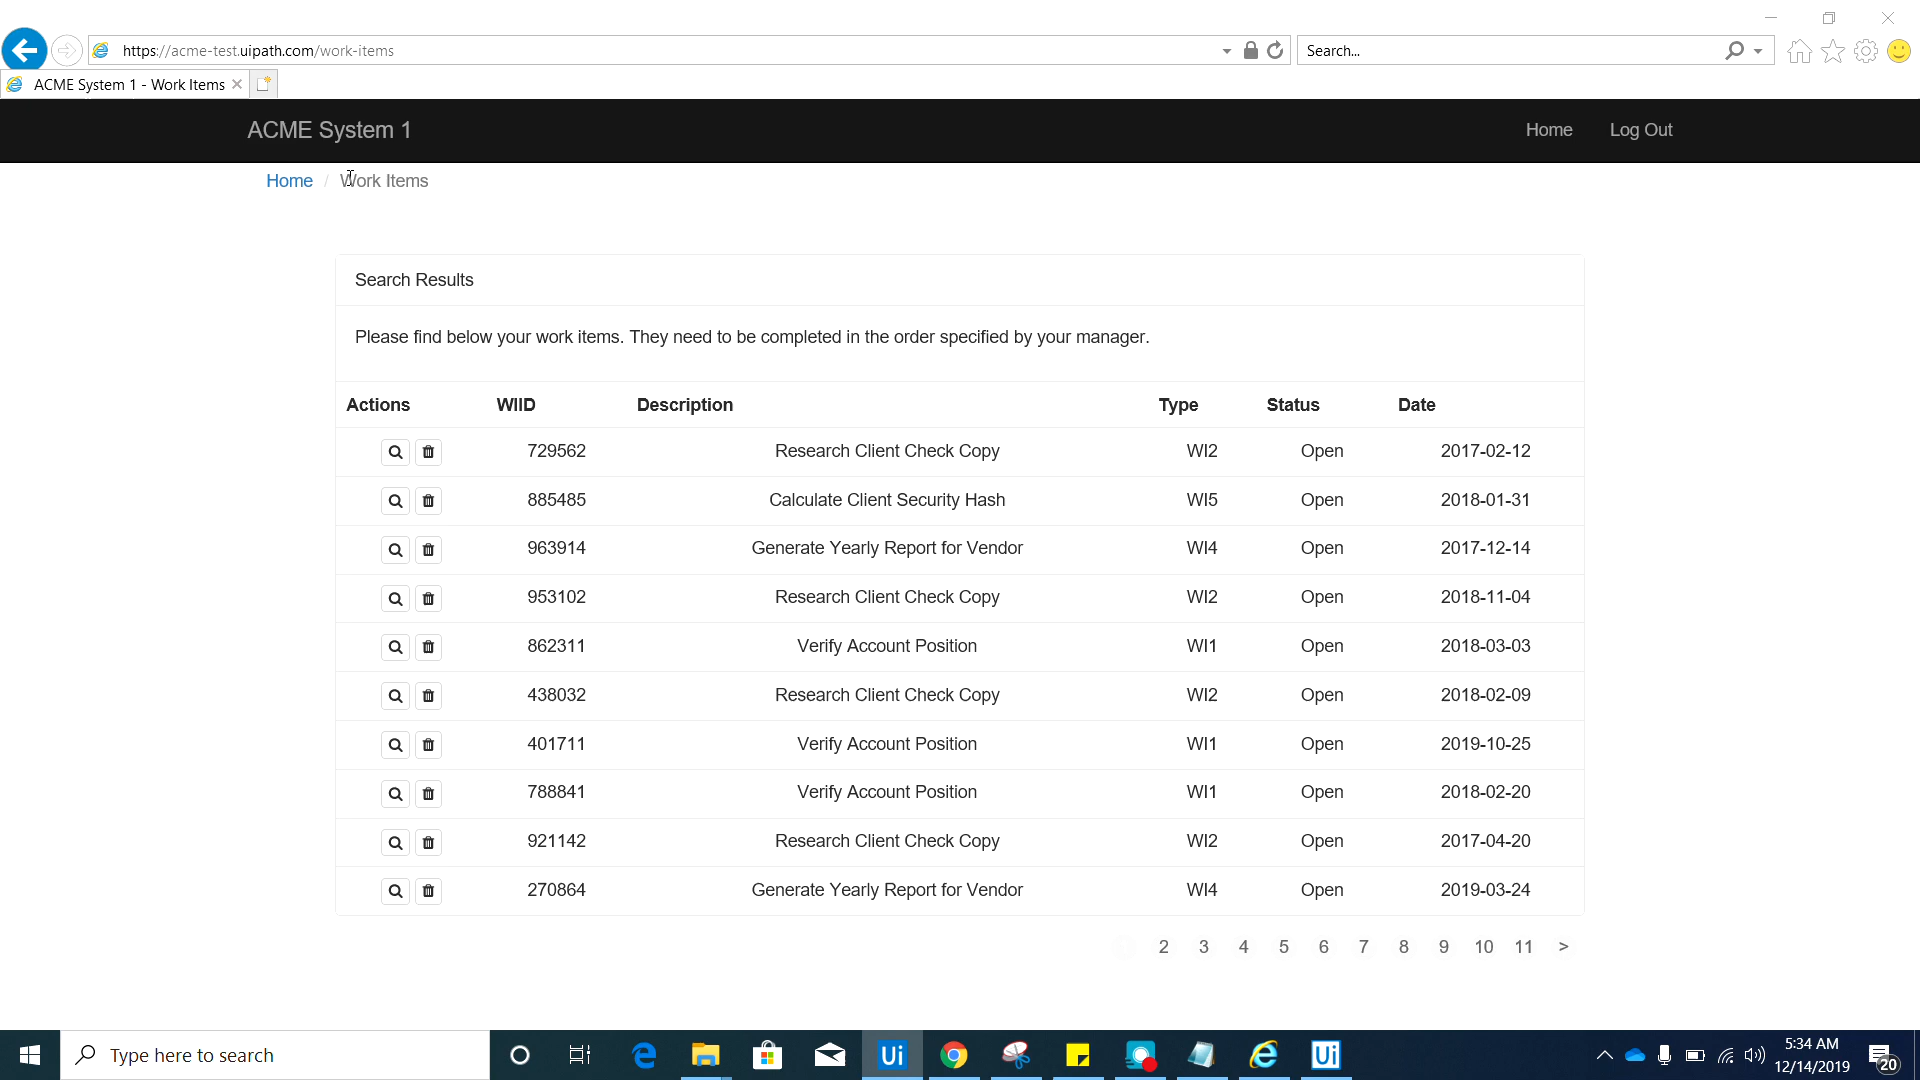 https://acme-test.uipath.com/work-items
Search...
ACME System 1 - Work Items
ACME System 1
Home
Log Out
Home / Work Items
Search Results
Please find below your work items. They need to be completed in the order specified by your manager.
Actions WIID Description Type Status Date
729562 Research Client Check Copy WI2 Open 2017-02-12
885485 Calculate Client Security Hash WI5 Open 2018-01-31
963914 Generate Yearly Report for Vendor WI4 Open 2017-12-14
953102 Research Client Check Copy WI2 Open 2018-11-04
862311 Verify Account Position WI1 Open 2018-03-03
438032 Research Client Check Copy WI2 Open 2018-02-09
401711 Verify Account Position WI1 Open 2019-10-25
788841 Verify Account Position WI1 Open 2018-02-20
921142 Research Client Check Copy WI2 Open 2017-04-20
270864 Generate Yearly Report for Vendor WI4 Open 2019-03-24
2 3 4 5 6 7 8 9 10 11 >
Type here to search
Ui
Ui
5:34 AM
12/14/2019
20